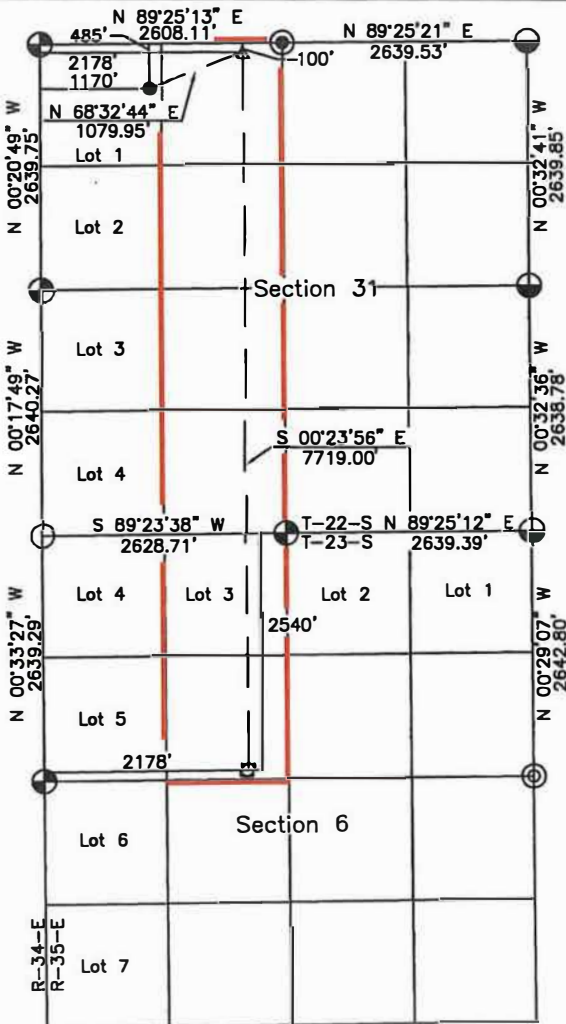 N 89°25'13" E
2608.11'
485'
N 89°25'21" E
2639.53'
2178'
1170'
100'
N 68°32'44" E
1079.95'
N 00°20'49" W
2639.75'
N 00°32'41" W
2639.85'
Lot 1
Lot 2
Section 31
Lot 3
N 00°17'49" W
2640.27'
N 00°32'36" W
2638.78'
S 00°23'56" E
7719.00'
Lot 4
S 89°23'38" W
2628.71'
T-22-S
T-23-S
N 89°25'12" E
2639.39'
Lot 4
Lot 3
Lot 2
Lot 1
N 00°33'27" W
2639.29'
N 00°29'07" W
2642.80'
2540'
Lot 5
2178'
Section 6
Lot 6
R-34-E
R-35-E
Lot 7